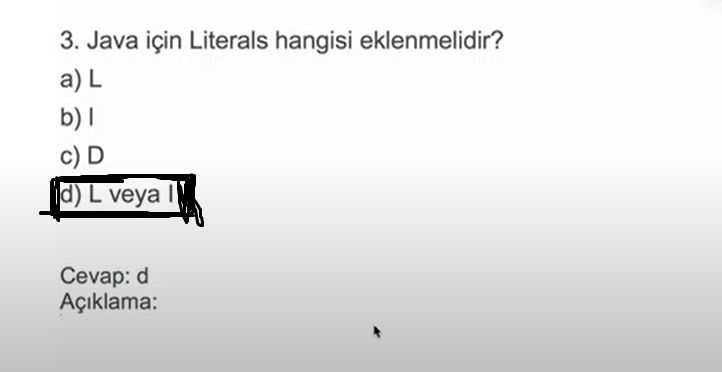 3. Java için Literals hangisi eklenmelidir?
a) L
b) l
c) D
d) L veya l
Cevap: d
Açıklama: